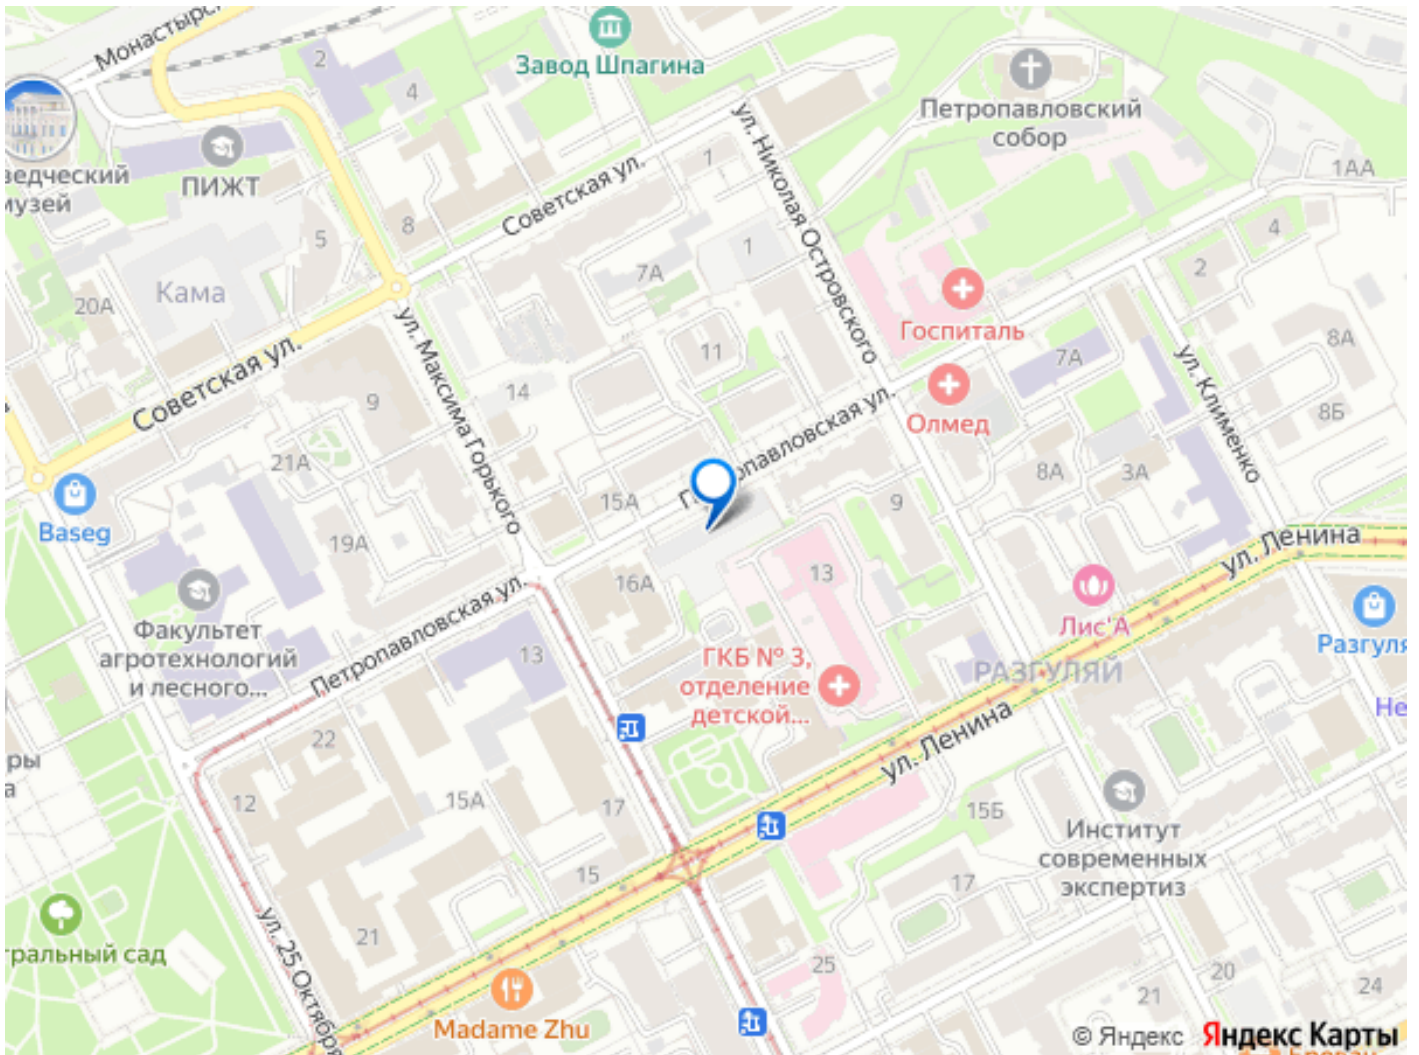 Монастырс
2
4
Завод Шпагина
ул. Николая Островского
Петропавловский
собор
1АА
ведческий
музей
ПИЖТ
Советская ул.
1
8
5
1
7А
4
2
20А
Кама
Госпиталь
8А
7А
ул. Клименко
11
ул. Максима Горького
Советская ул.
9
14
Олмед
8Б
21А
Петропавловская ул.
15А
8А
3А
9
Baseg
19А
16А
13
ул. Ленина
Лис'А
Разгуля
Факультет
агротехнологий
и лесного...
Петропавловская ул.
13
ГКБ № 3,
отделение
детской...
РАЗГУЛЯЙ
Не
ул. Ленина
22
ры
а
12
15А
17
15Б
Институт
современных
экспертиз
15
17
тральный сад
ул. 25 Октября
21
25
20
24
21
Madame Zhu
© Яндекс Яндекс Карты